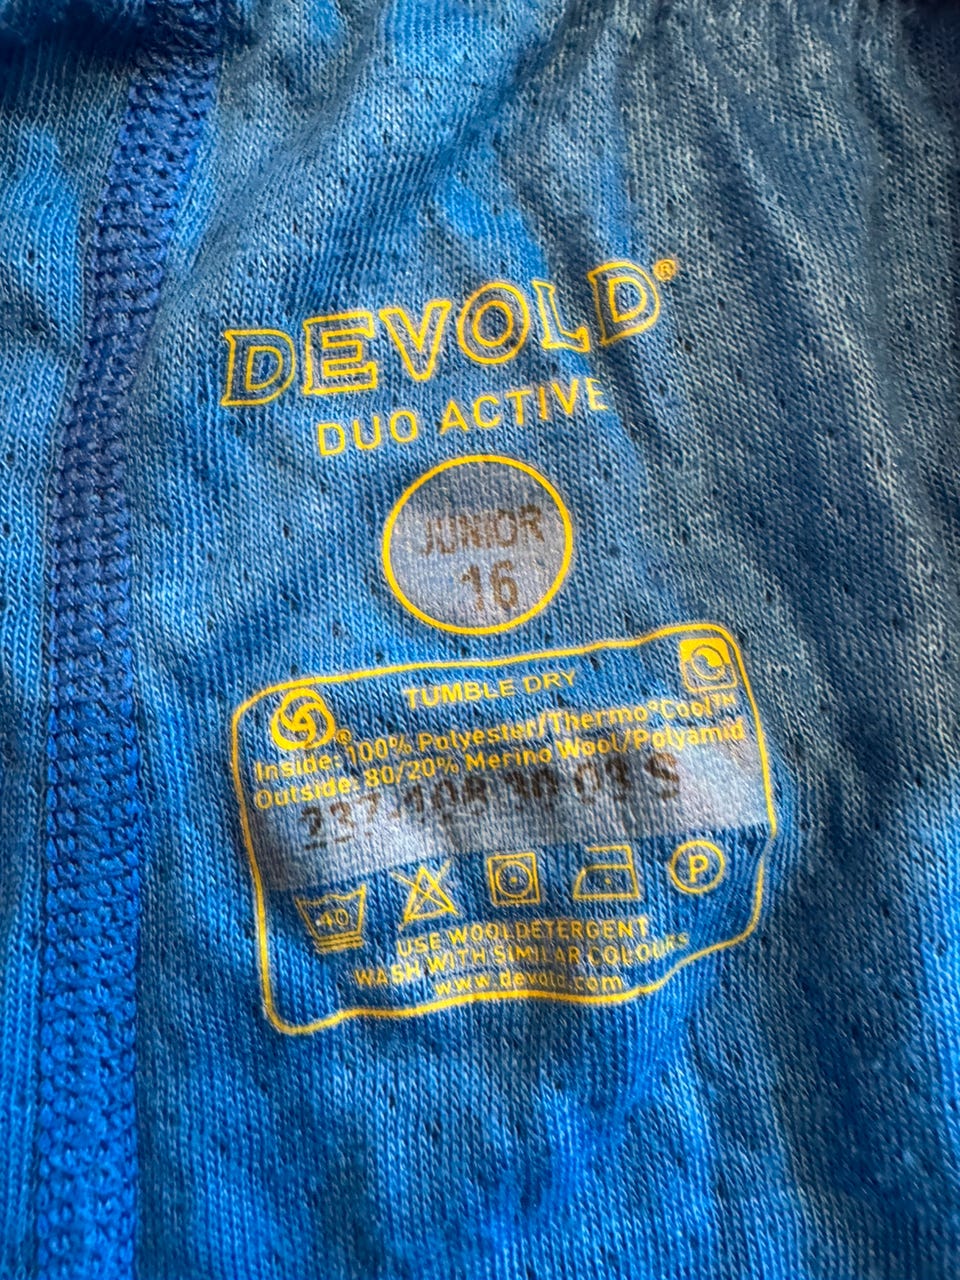 DEVOLD®
DUO ACTIVE
JUNIOR
16
TUMBLE DRY
Inside: 100% Polyester/Thermo°Cool™
Outside: 80/20% Merino Wool/Polyamid
S
40
P
USE WOOLDETERGENT
WASH WITH SIMILAR COLOURS
www.devold.com